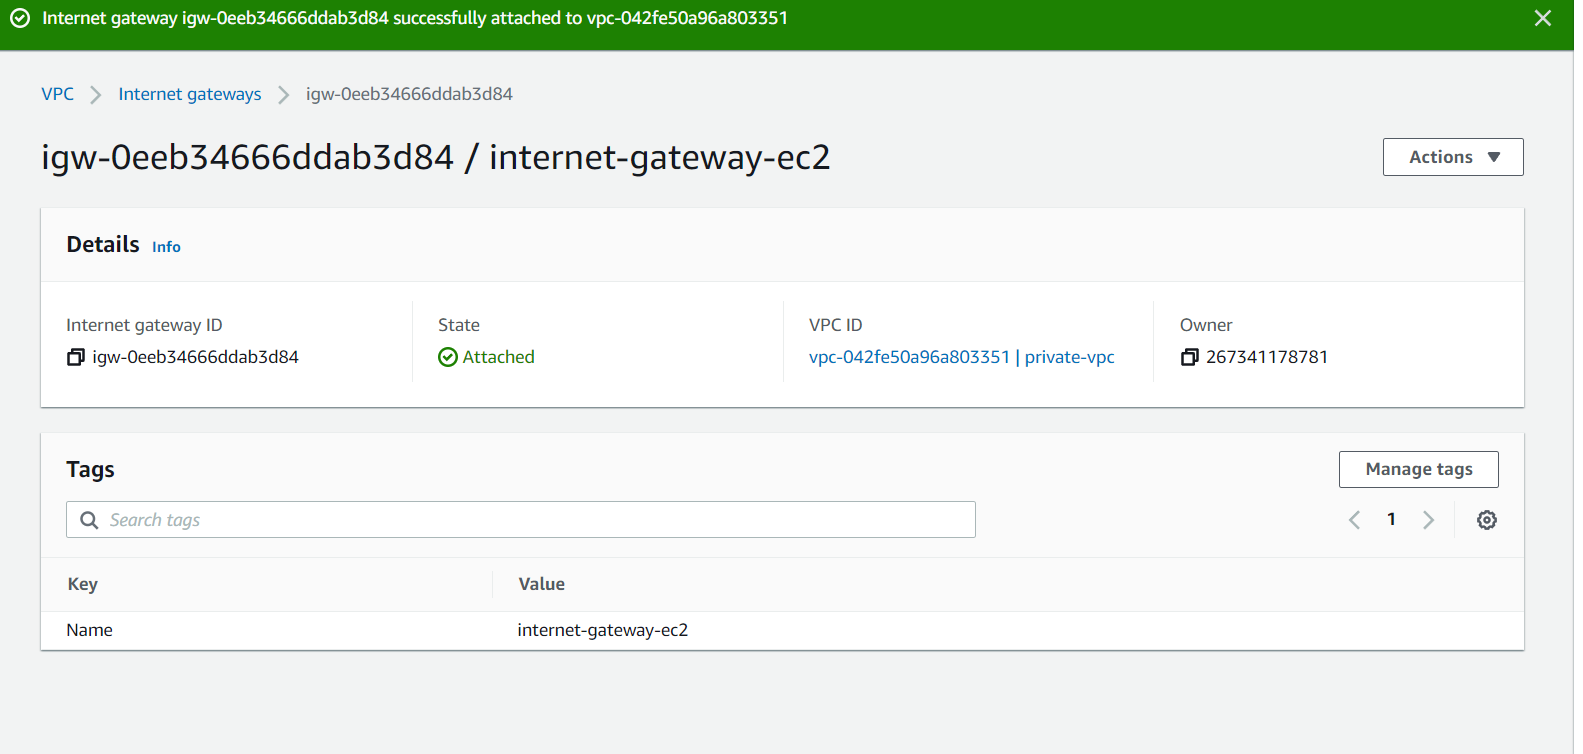 Internet gateway igw-0eeb34666ddab3d84 successfully attached to vpc-042fe50a96a803351
VPC > Internet gateways > igw-0eeb34666ddab3d84
igw-0eeb34666ddab3d84 / internet-gateway-ec2
Actions
Details Info
Internet gateway ID
igw-0eeb34666ddab3d84
State
Attached
VPC ID
vpc-042fe50a96a803351 | private-vpc
Owner
267341178781
Tags
Manage tags
Search tags
1
Key Value
Name internet-gateway-ec2